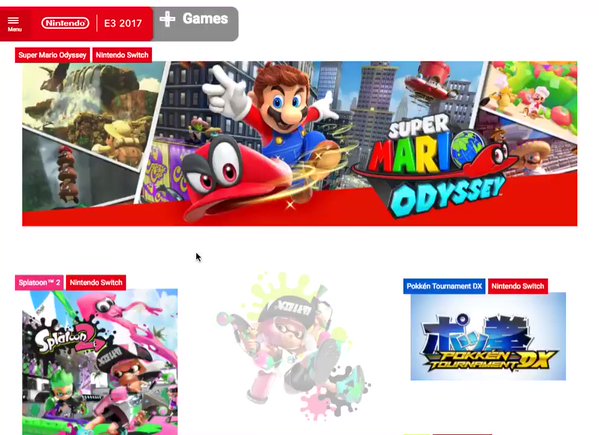 Menu
Nintendo
E3 2017
Games
Super Mario Odyssey
Nintendo Switch
SUPER
MARIO
ODYSSEY
Splatoon™ 2
Nintendo Switch
Splatoon 2
Pokkén Tournament DX
Nintendo Switch
ポッ拳
POKKÉN
TOURNAMENT DX